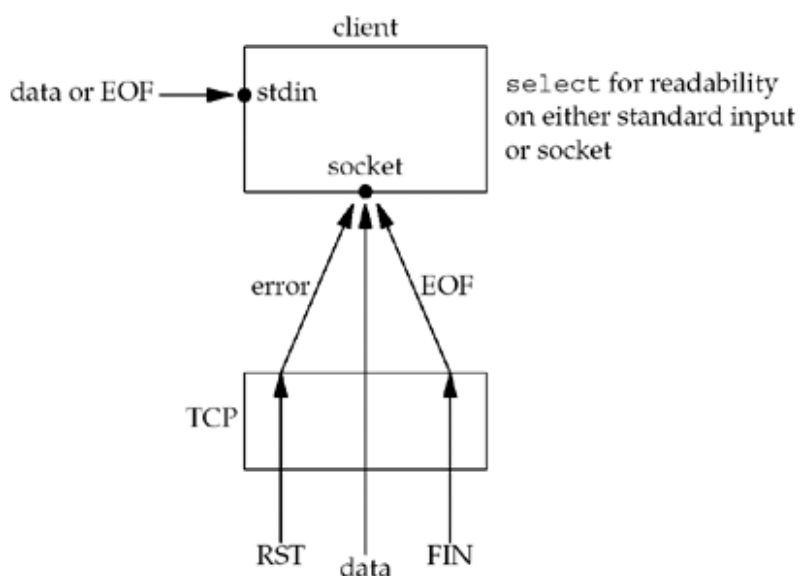 client
data or EOF
stdin
select for readability
on either standard input
or socket
socket
error
EOF
TCP
RST
data
FIN